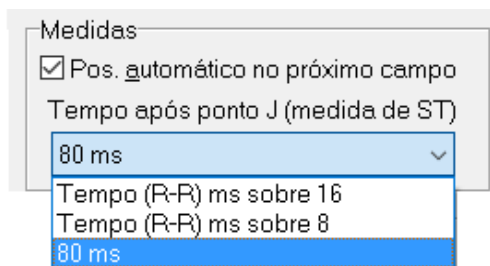 Medidas
Pos. automático no próximo campo
Tempo após ponto J (medida de ST)
80 ms
Tempo (R-R) ms sobre 16
Tempo (R-R) ms sobre 8
80 ms